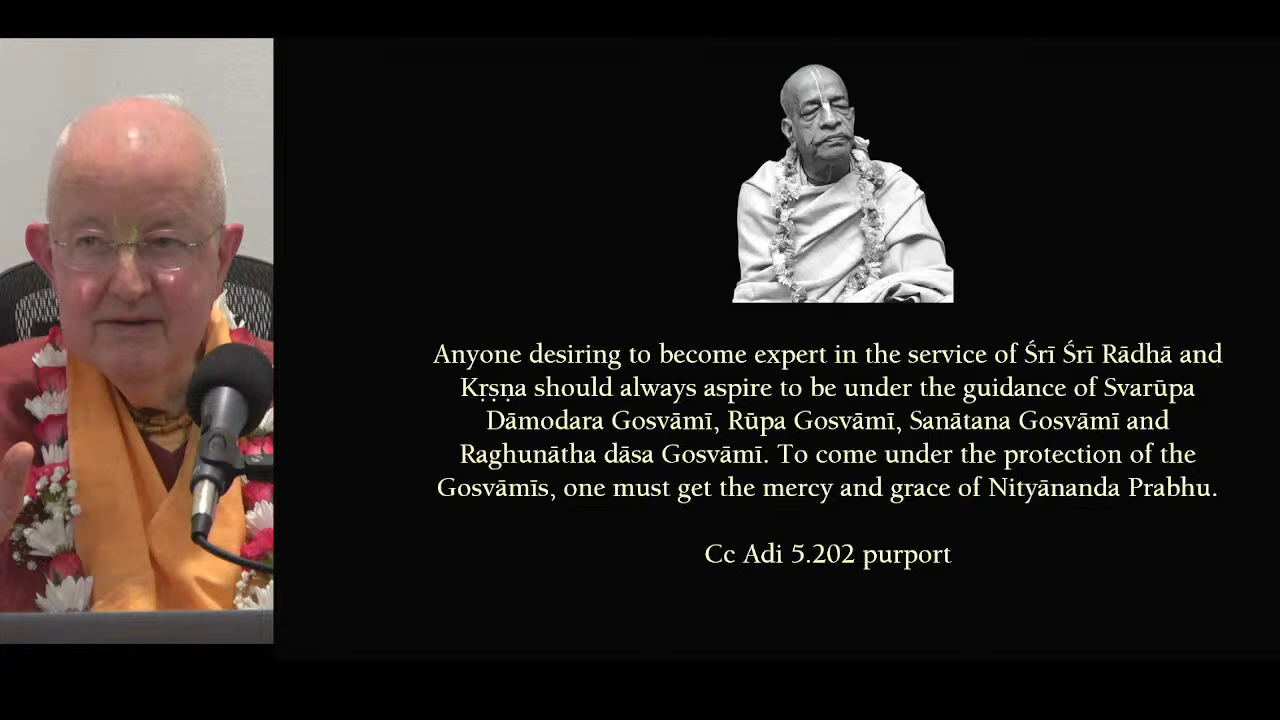 Anyone desiring to become expert in the service of Śrī Śrī Rādhā and
Kṛṣṇa should always aspire to be under the guidance of Svarūpa
Dāmodara Gosvāmī, Rūpa Gosvāmī, Sanātana Gosvāmī and
Raghunātha dāsa Gosvāmī. To come under the protection of the
Gosvāmīs, one must get the mercy and grace of Nityānanda Prabhu.
Cc Adi 5.202 purport